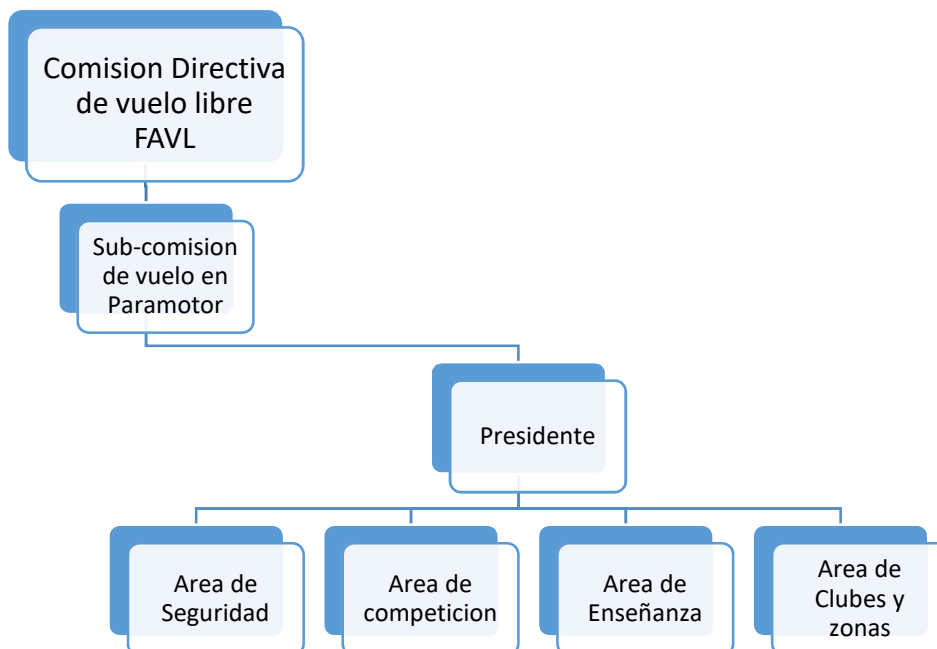 Comision Directiva
de vuelo libre
FAVL
Sub-comision
de vuelo en
Paramotor
Presidente
Area de
Seguridad
Area de
competicion
Area de
Enseñanza
Area de
Clubes y
zonas